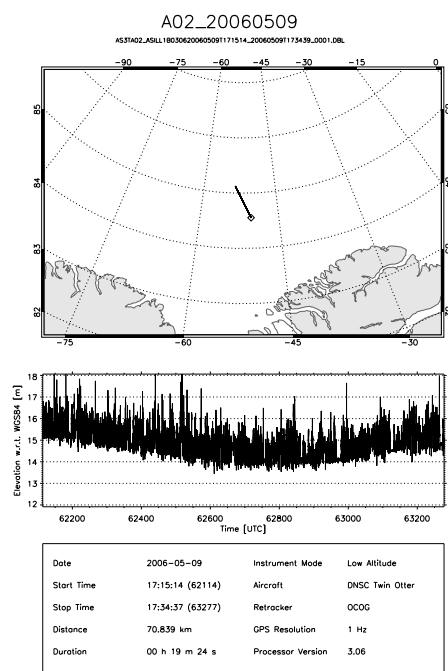 A02_20060509
AS3TA02_ASILL1B030620060509T171514_20060509T173439_0001.DBL
-90 -75 -60 -45 -30 -15 0
85
84
83
82
-75 -60 -45 -30
Elevation w.r.t. WGS84 [m]
18
17
16
15
14
13
12
62200 62400 62600 62800 63000 63200
Time [UTC]
Date 2006-05-09 Instrument Mode Low Altitude
Start Time 17:15:14 (62114) Aircraft DNSC Twin Otter
Stop Time 17:34:37 (63277) Retracker OCOG
Distance 70.839 km GPS Resolution 1 Hz
Duration 00 h 19 m 24 s Processor Version 3.06